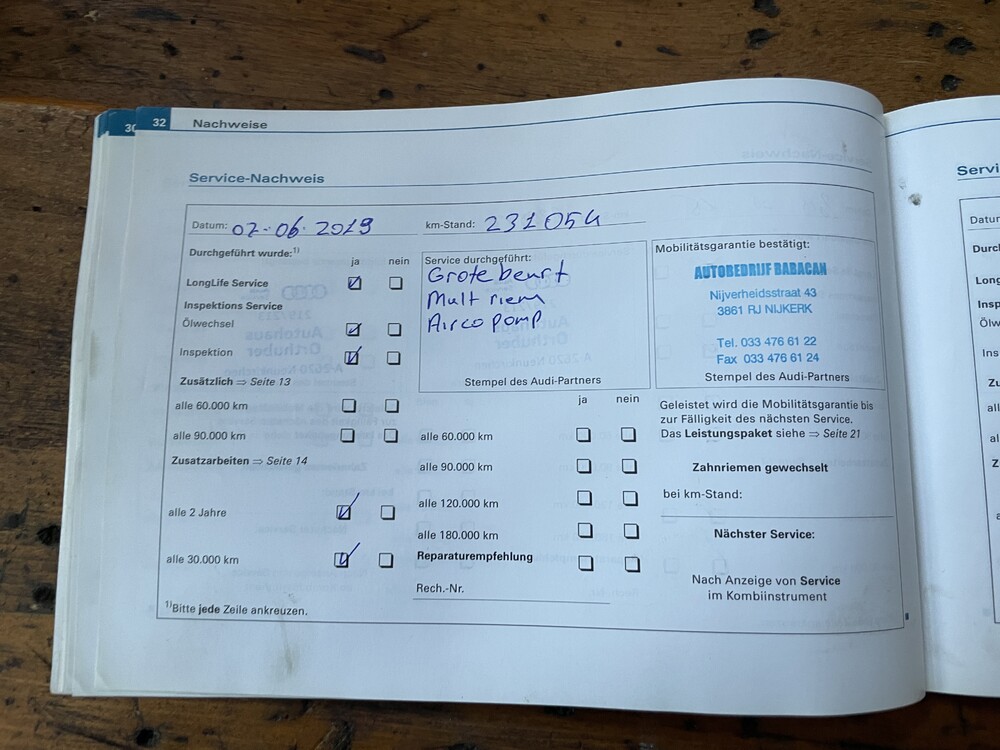 30
32 Nachweise
Service-Nachweis
Datum: 07-06-2019 km-Stand: 231054
Durchgeführt wurde:1)
ja nein
LongLife Service
Inspektions Service
Ölwechsel
Inspektion
Zusätzlich ⇒ Seite 13
alle 60.000 km
alle 90.000 km
Zusatzarbeiten ⇒ Seite 14
alle 2 Jahre
alle 30.000 km
1)Bitte jede Zeile ankreuzen.
Service durchgeführt:
Grote beurt
Mult riem
Airco pomp
Stempel des Audi-Partners
ja nein
alle 60.000 km
alle 90.000 km
alle 120.000 km
alle 180.000 km
Reparaturempfehlung
Rech.-Nr.
Mobilitätsgarantie bestätigt:
AUTOBEDRIJF BABACAN
Nijverheidsstraat 43
3861 RJ NIJKERK
Tel. 033 476 61 22
Fax 033 476 61 24
Stempel des Audi-Partners
Geleistet wird die Mobilitätsgarantie bis
zur Fälligkeit des nächsten Service.
Das Leistungspaket siehe ⇒ Seite 21
Zahnriemen gewechselt
bei km-Stand:
Nächster Service:
Nach Anzeige von Service
im Kombiinstrument